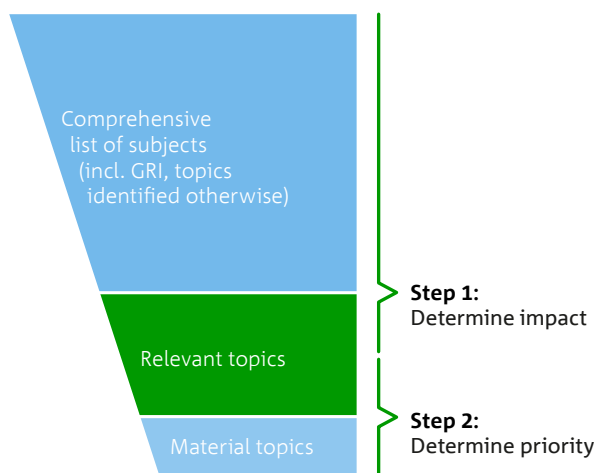 Comprehensive
list of subjects
(incl. GRI, topics
identified otherwise)
Step 1:
Determine impact
Relevant topics
Step 2:
Determine priority
Material topics